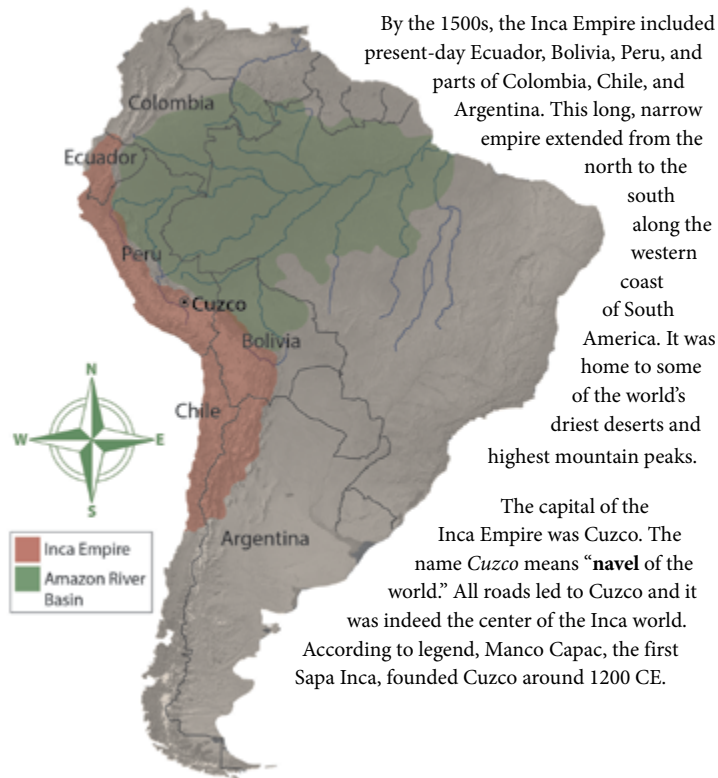 By the 1500s, the Inca Empire included
present-day Ecuador, Bolivia, Peru, and
parts of Colombia, Chile, and
Argentina. This long, narrow
empire extended from the
north to the
south
along the
western
coast
of South
America. It was
home to some
of the world’s
driest deserts and
highest mountain peaks.
The capital of the
Inca Empire was Cuzco. The
name Cuzco means “navel of the
world.” All roads led to Cuzco and it
was indeed the center of the Inca world.
According to legend, Manco Capac, the first
Sapa Inca, founded Cuzco around 1200 CE.
Colombia
Ecuador
Peru
Cuzco
Bolivia
Chile
Argentina
N
W
E
S
Inca Empire
Amazon River
Basin